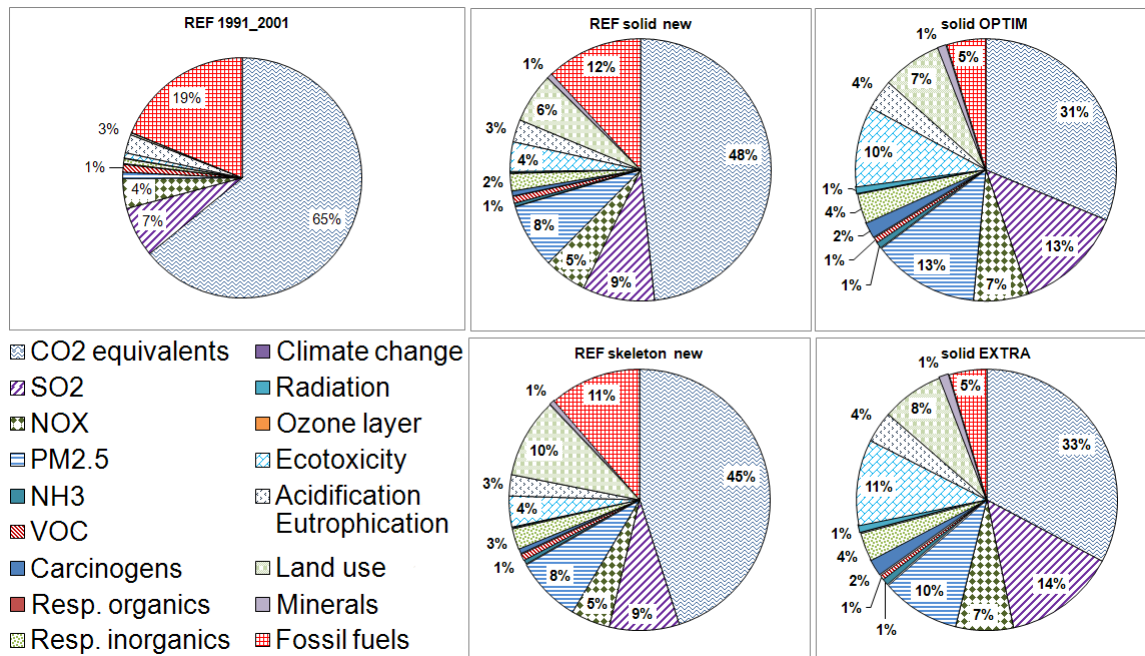 REF 1991_2001
19%
3%
1%
4%
7%
65%
REF solid new
1%
12%
6%
3%
4%
2%
1%
8%
5%
9%
48%
solid OPTIM
1%
5%
7%
4%
10%
1%
4%
2%
1%
1%
13%
7%
13%
31%
CO2 equivalents
SO2
NOX
PM2.5
NH3
VOC
Carcinogens
Resp. organics
Resp. inorganics
Climate change
Radiation
Ozone layer
Ecotoxicity
Acidification
Eutrophication
Land use
Minerals
Fossil fuels
REF skeleton new
1%
11%
10%
3%
4%
3%
1%
8%
5%
9%
45%
solid EXTRA
1%
5%
8%
4%
11%
1%
4%
2%
1%
1%
10%
7%
14%
33%